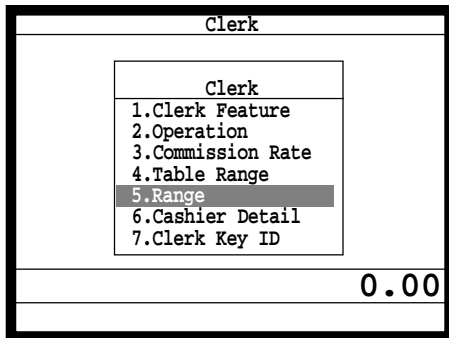 Clerk
Clerk
1.Clerk Feature
2.Operation
3.Commission Rate
4.Table Range
5.Range
6.Cashier Detail
7.Clerk Key ID
0.00